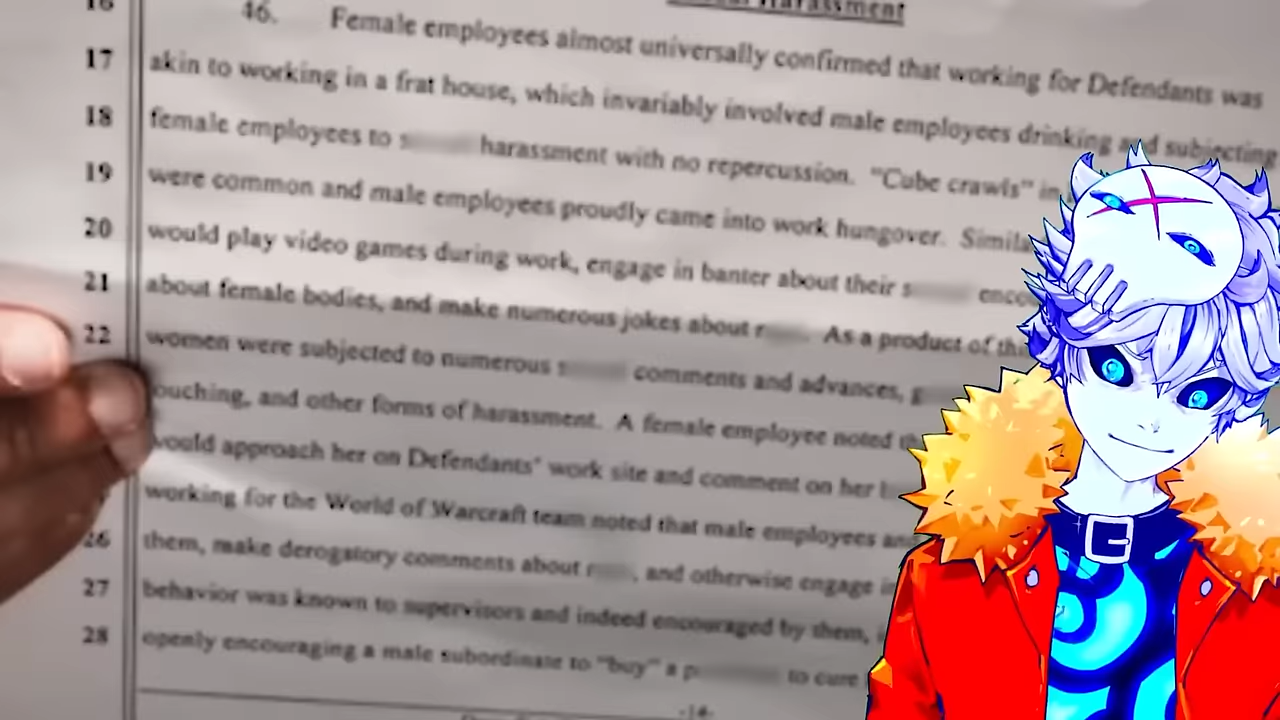 Harassment
16 46. Female employees almost universally confirmed that working for Defendants was
17 akin to working in a frat house, which invariably involved male employees drinking and subjecting
18 female employees to s harassment with no repercussion. "Cube crawls" in
19 were common and male employees proudly came into work hungover.
20 would play video games during work, engage in banter about their s
21 about female bodies, and make numerous jokes about r . As a product of
22 women were subjected to numerous s comments and advances, g
touching, and other forms of harassment. A female employee noted
would approach her on Defendants' work site and comment on her
working for the World of Warcraft team noted that male employees
26 them, make derogatory comments about r , and otherwise engage
27 behavior was known to supervisors and indeed encouraged by them,
28 openly encouraging a male subordinate to "buy" a p to cure
-14-